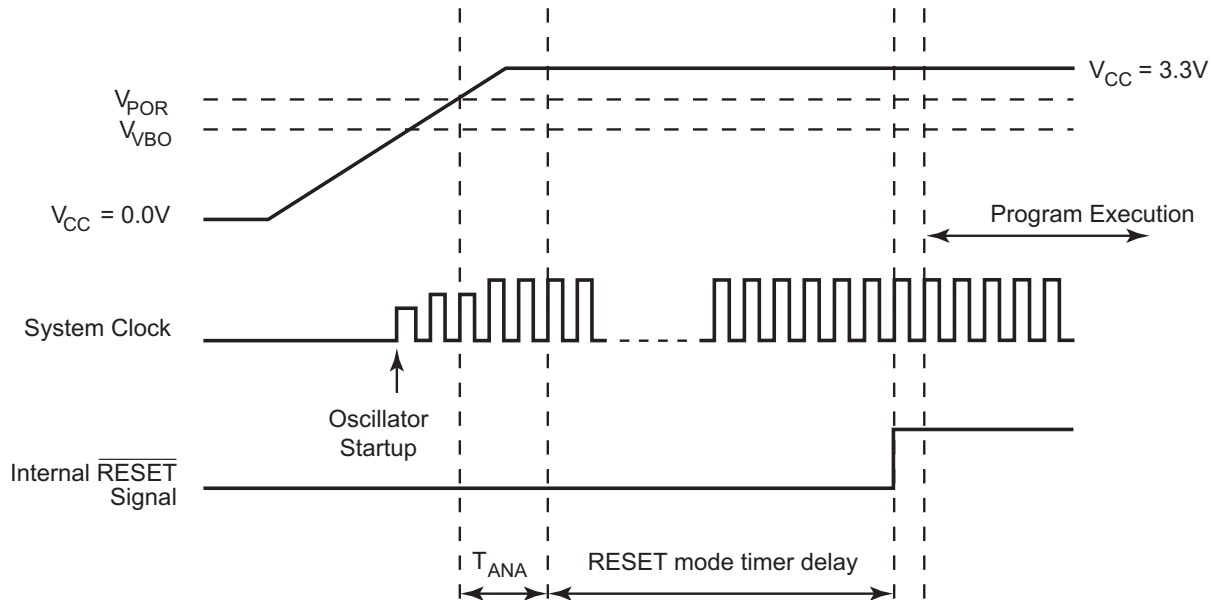 V_CC = 3.3V
V_POR
V_VBO
V_CC = 0.0V
Program Execution
System Clock
Oscillator
Startup
Internal R̅E̅S̅E̅T̅
Signal
T_ANA
RESET mode timer delay